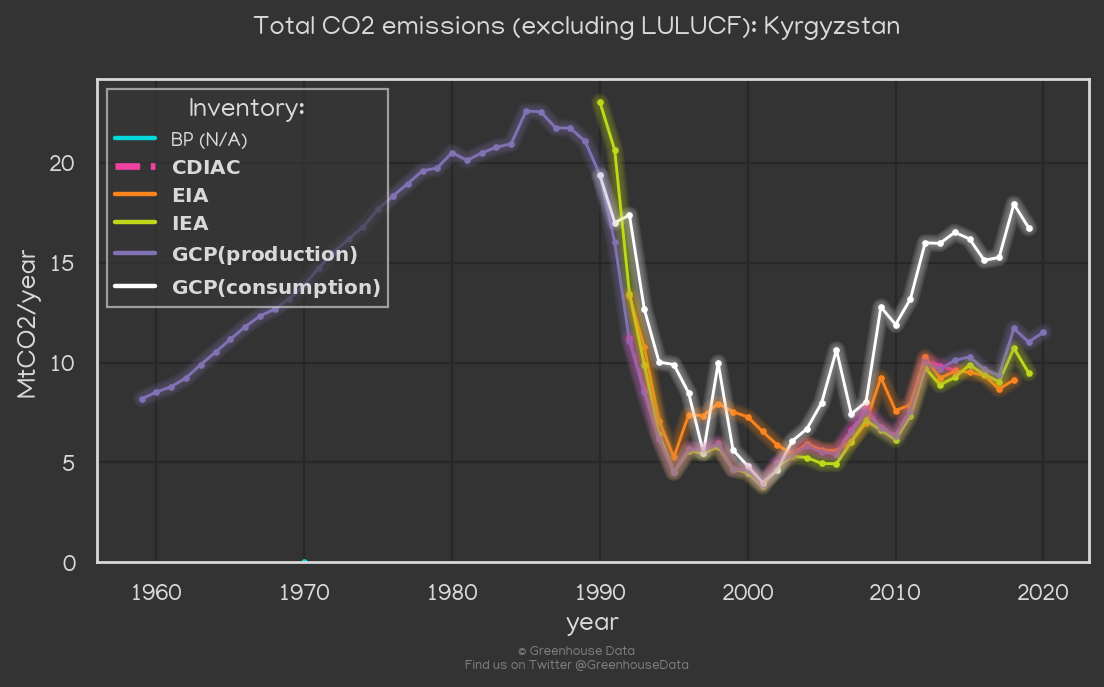 Total CO2 emissions (excluding LULUCF): Kyrgyzstan
Inventory:
BP (N/A)
CDIAC
EIA
IEA
GCP(production)
GCP(consumption)
MtCO2/year
20
15
10
5
0
1960 1970 1980 1990 2000 2010 2020
year
© Greenhouse Data
Find us on Twitter @GreenhouseData